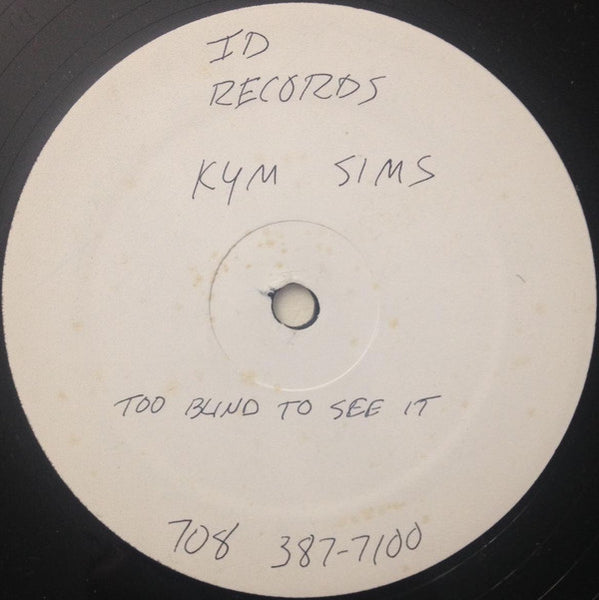 ID
RECORDS
KYM SIMS
TOO BLIND TO SEE IT
708 387-7100